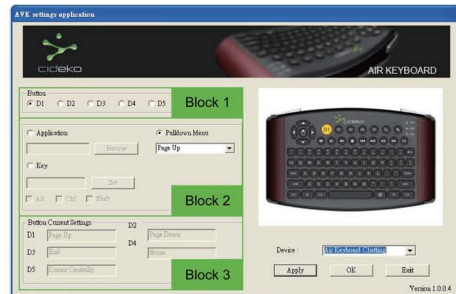 AVK settings application
cideko
AIR KEYBOARD
Button
D1 D2 D3 D4 D5
Block 1
Application
Pulldown Menu
Browse
Page Up
Key
Set
Alt Ctrl Shift
Block 2
Button Current Settings
D1 Page Up
D2 Page Down
D3 End
D4 Home
D5 Cursor Centrally
Block 3
Device :
Air Keyboard Chatting
Apply
OK
Exit
Version 1.0.0.4